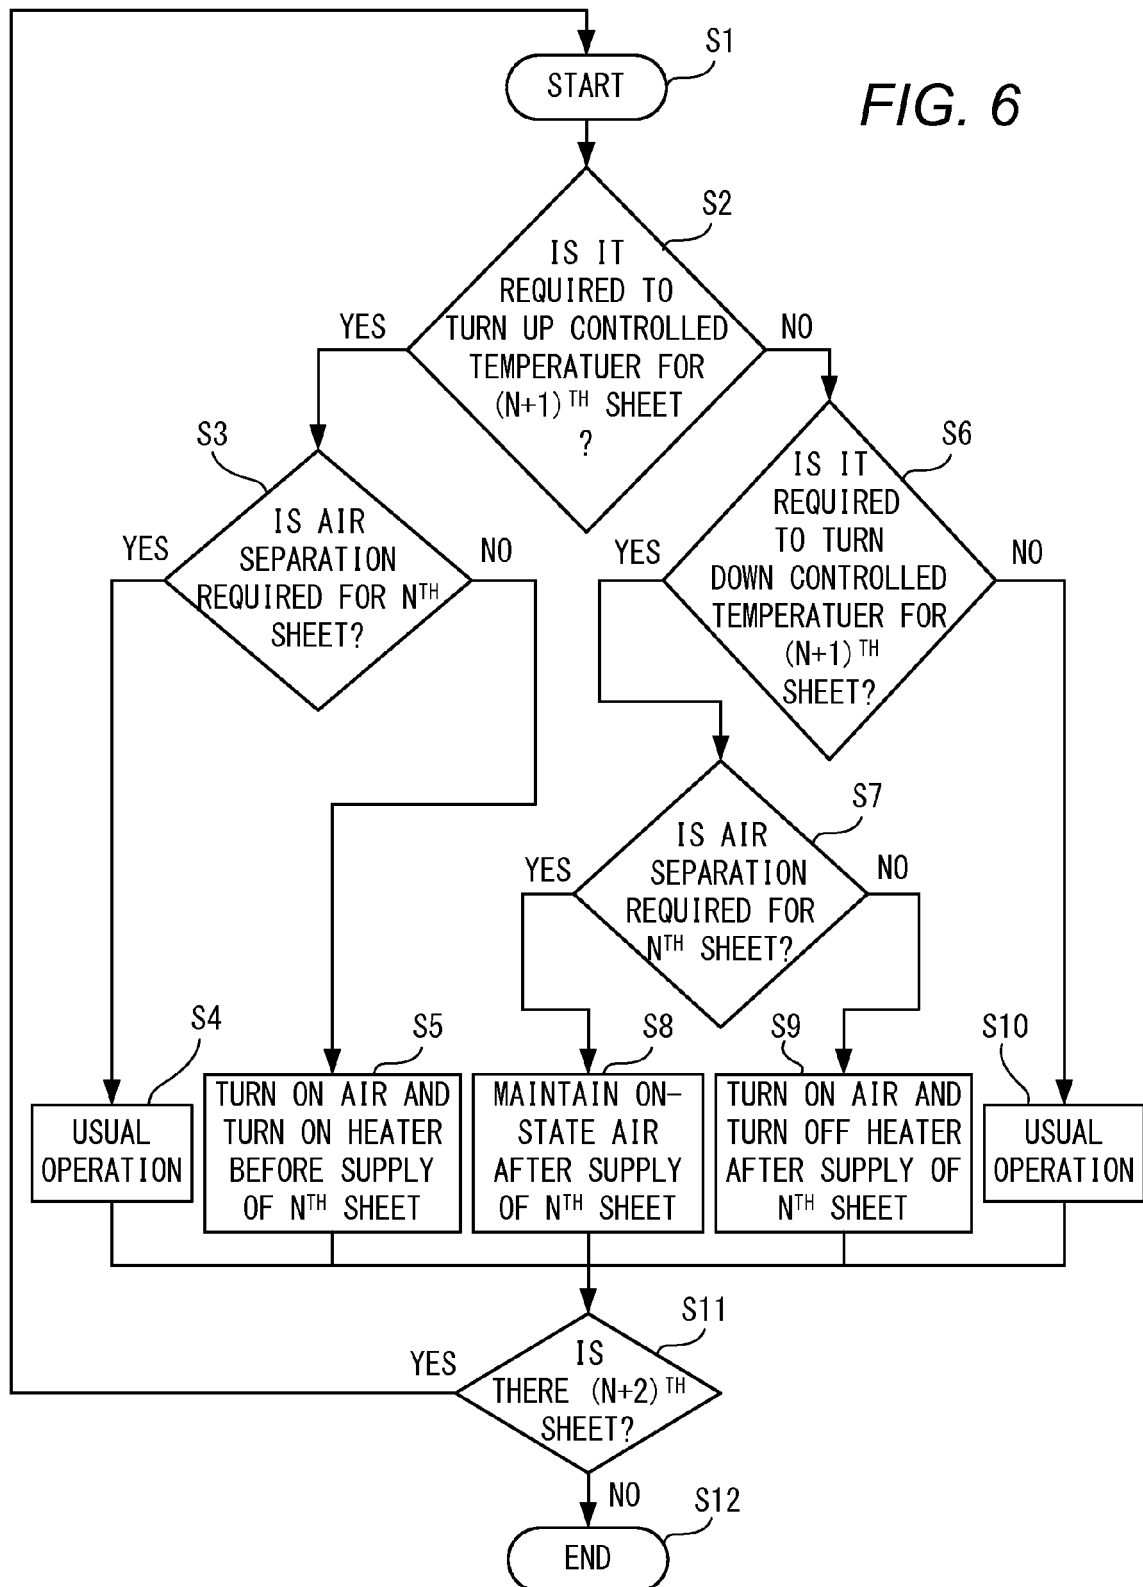 S1
START
FIG. 6
S2
IS IT
REQUIRED TO
TURN UP CONTROLLED
TEMPERATUER FOR
(N+1)TH SHEET
?
YES
NO
S3
IS AIR
SEPARATION
REQUIRED FOR NTH
SHEET?
YES
NO
S6
IS IT
REQUIRED
TO TURN
DOWN CONTROLLED
TEMPERATUER FOR
(N+1)TH
SHEET?
YES
NO
S7
IS AIR
SEPARATION
REQUIRED FOR
NTH SHEET?
YES
NO
S4
USUAL
OPERATION
S5
TURN ON AIR AND
TURN ON HEATER
BEFORE SUPPLY
OF NTH SHEET
S8
MAINTAIN ON-
STATE AIR
AFTER SUPPLY
OF NTH SHEET
S9
TURN ON AIR AND
TURN OFF HEATER
AFTER SUPPLY OF
NTH SHEET
S10
USUAL
OPERATION
S11
IS
THERE (N+2)TH
SHEET?
YES
NO
S12
END